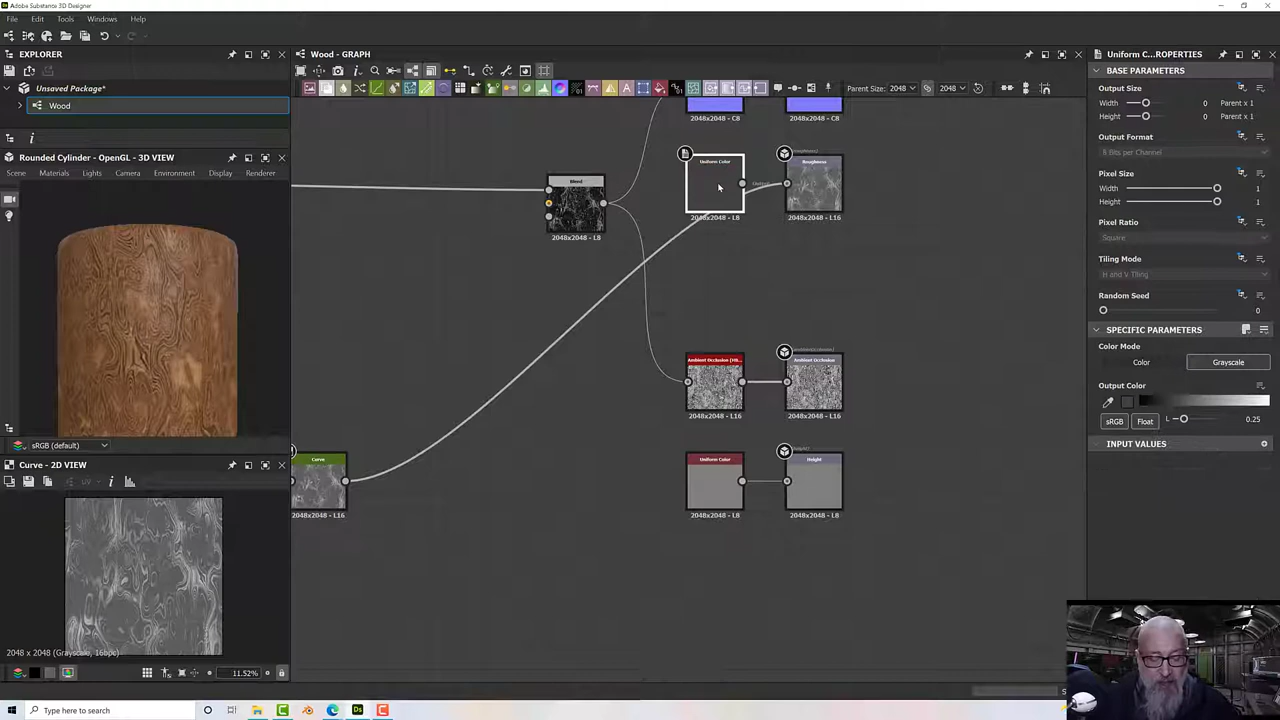 Adobe Substance 3D Designer
File Edit Tools Windows Help
EXPLORER
Unsaved Package*
Wood
Rounded Cylinder - OpenGL - 3D VIEW
Scene Materials Lights Camera Environment Display Renderer
sRGB (default)
Curve - 2D VIEW
2048 x 2048 (Grayscale, 16bpc)
11.52%
Wood - GRAPH
Parent Size: 2048 2048
2048x2048 - C8
2048x2048 - C8
Uniform Color
Roughness
2048x2048 - L8
2048x2048 - L16
Blend
2048x2048 - L8
Ambient Occlusion (HB...
Ambient Occlusion
2048x2048 - L16
2048x2048 - L16
Curve
2048x2048 - L16
Uniform Color
Height
2048x2048 - L8
2048x2048 - L8
Uniform C...ROPERTIES
BASE PARAMETERS
Output Size
Width 0 Parent x 1
Height 0 Parent x 1
Output Format
8 Bits per Channel
Pixel Size
Width 1
Height 1
Pixel Ratio
Square
Tiling Mode
H and V Tiling
Random Seed
0
SPECIFIC PARAMETERS
Color Mode
Color Grayscale
Output Color
sRGB Float L 0.25
INPUT VALUES
Type here to search